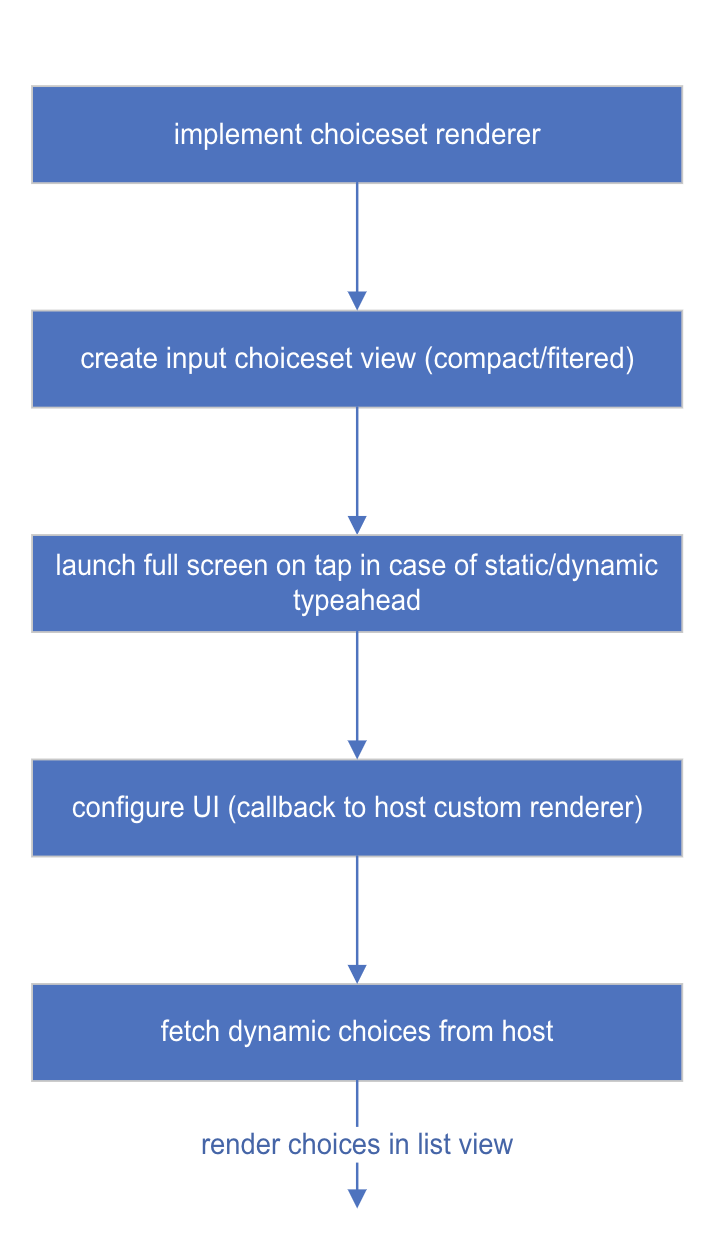 implement choiceset renderer
create input choiceset view (compact/fitered)
launch full screen on tap in case of static/dynamic
typeahead
configure UI (callback to host custom renderer)
fetch dynamic choices from host
render choices in list view